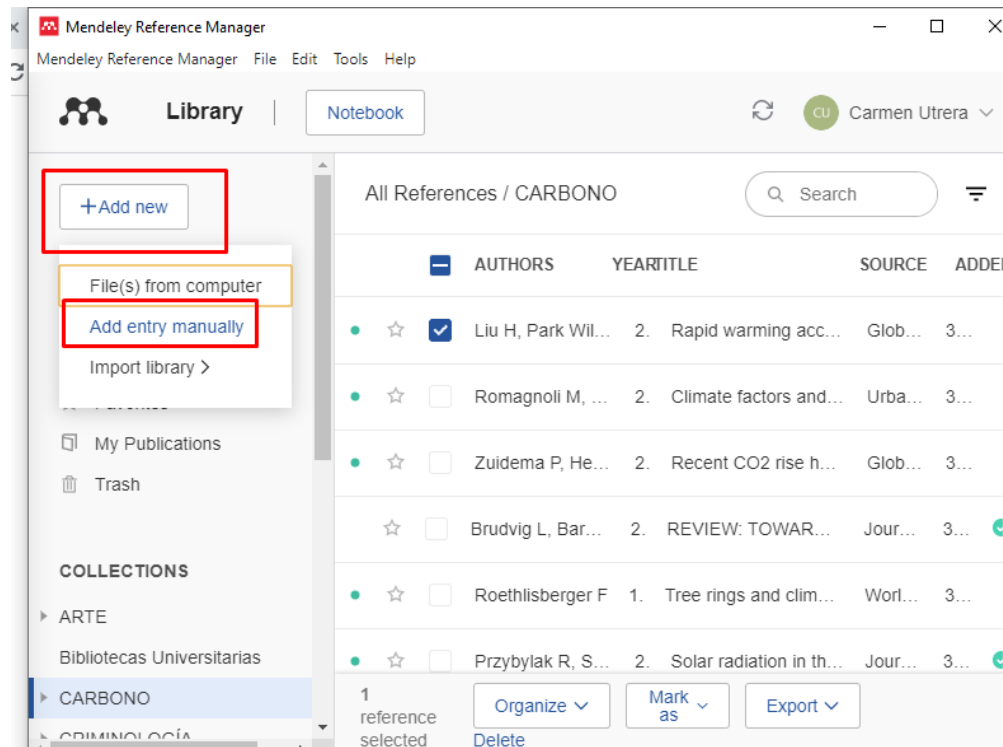 Mendeley Reference Manager
Mendeley Reference Manager File Edit Tools Help
Library
Notebook
CU
Carmen Utrera
+Add new
File(s) from computer
Add entry manually
Import library
My Publications
Trash
COLLECTIONS
ARTE
Bibliotecas Universitarias
CARBONO
CRIMINOLOGÍA
All References / CARBONO
Search
AUTHORS YEAR TITLE SOURCE ADDE
Liu H, Park Wil... 2. Rapid warming acc... Glob... 3...
Romagnoli M, ... 2. Climate factors and... Urba... 3...
Zuidema P, He... 2. Recent CO2 rise h... Glob... 3...
Brudvig L, Bar... 2. REVIEW: TOWAR... Jour... 3...
Roethlisberger F 1. Tree rings and clim... Worl... 3...
Przybylak R, S... 2. Solar radiation in th... Jour... 3...
1
reference
selected
Organize
Mark
as
Export
Delete